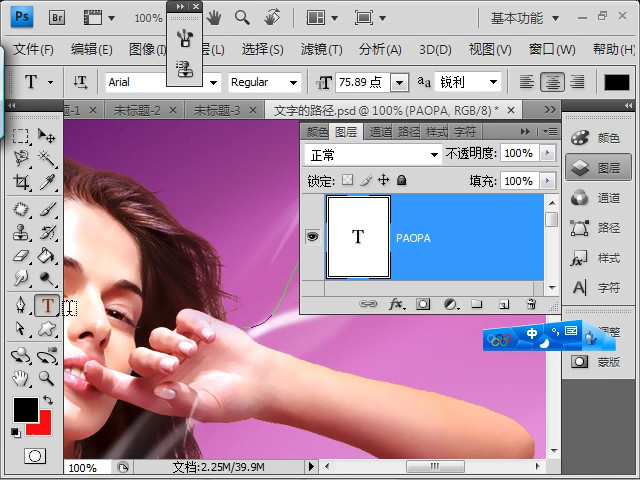 Ps Br 100% 基本功能
文件(F) 编辑(E) 图像(I) 层(L) 选择(S) 滤镜(T) 分析(A) 3D(D) 视图(V) 窗口(W) 帮助(H)
T Arial Regular 75.89 点 aa 锐利
题-1 未标题-2 未标题-3 文字的路径.psd @ 100% (PAOPA, RGB/8) *
颜色 图层 通道 路径 样式 字符
正常 不透明度: 100%
锁定: 填充: 100%
T PAOPA
颜色
图层
通道
路径
样式
字符
调整
蒙版
中
100% 文档:2.25M/39.9M